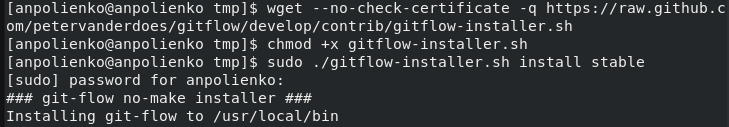 [anpolienko@anpolienko tmp]$ wget --no-check-certificate -q https://raw.github.c
om/petervanderdoes/gitflow/develop/contrib/gitflow-installer.sh
[anpolienko@anpolienko tmp]$ chmod +x gitflow-installer.sh
[anpolienko@anpolienko tmp]$ sudo ./gitflow-installer.sh install stable
[sudo] password for anpolienko:
### git-flow no-make installer ###
Installing git-flow to /usr/local/bin